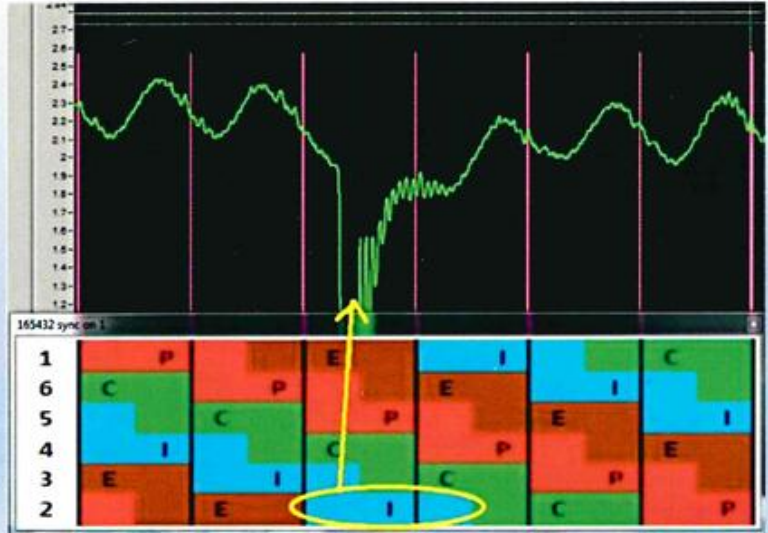 2.7-
2.6-
2.5-
2.4-
2.3-
2.2-
2.1-
2-
1.9-
1.8-
1.7-
1.6-
1.5-
1.4-
1.3-
1.2-
165432 sync on 1
1 P E I C
6 C P E I
5 C P E I
4 I C P E
3 E I C P
2 E I C P